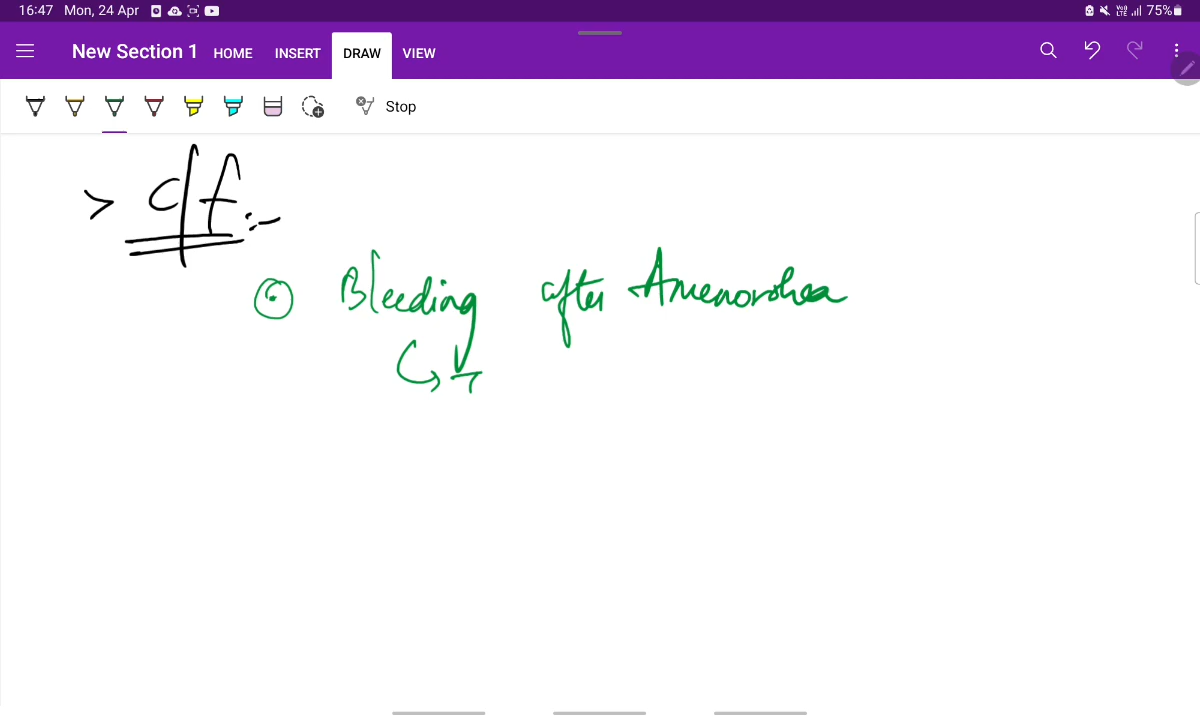 16:47 Mon, 24 Apr 75%
New Section 1 HOME INSERT DRAW VIEW
Stop
> c/f :-
Bleeding after Amenorrhea